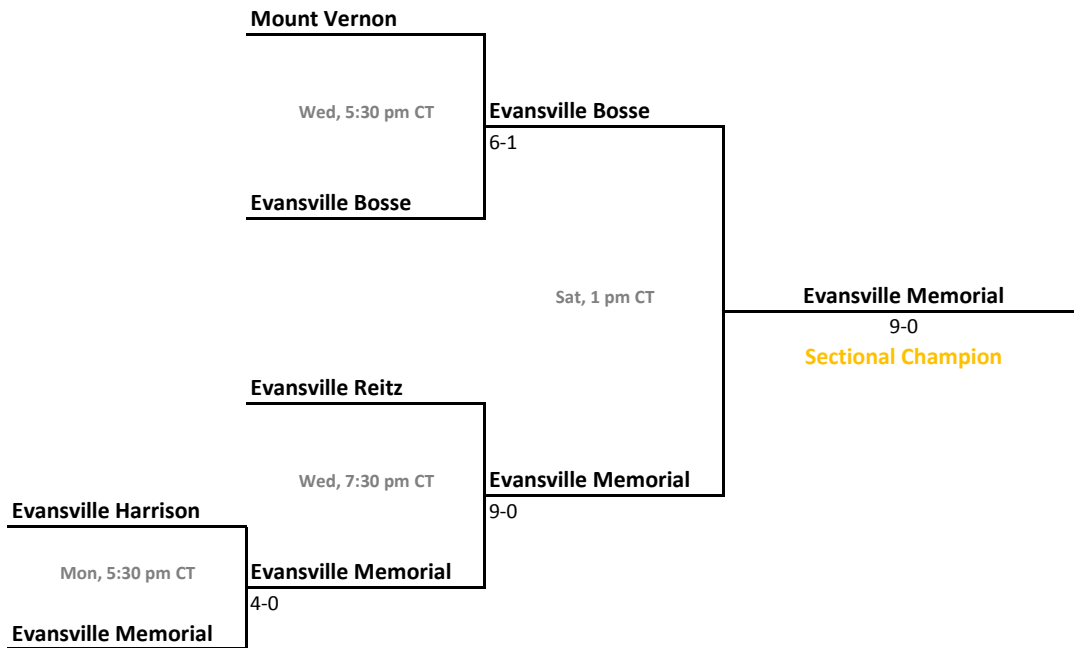 Mount Vernon
Wed, 5:30 pm CT
Evansville Bosse
6-1
Evansville Bosse
Sat, 1 pm CT
Evansville Memorial
9-0
Sectional Champion
Evansville Reitz
Wed, 7:30 pm CT
Evansville Memorial
9-0
Evansville Harrison
Mon, 5:30 pm CT
Evansville Memorial
4-0
Evansville Memorial